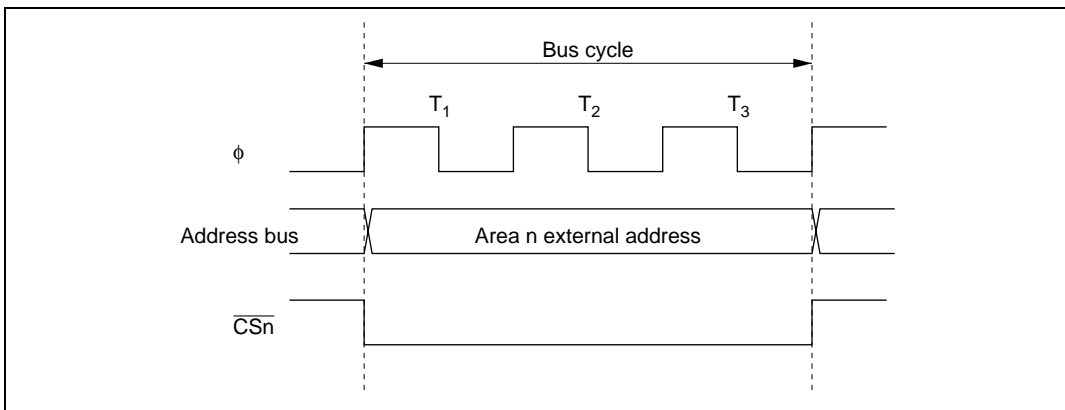 Bus cycle
T1 T2 T3
ϕ
Address bus Area n external address
CSn